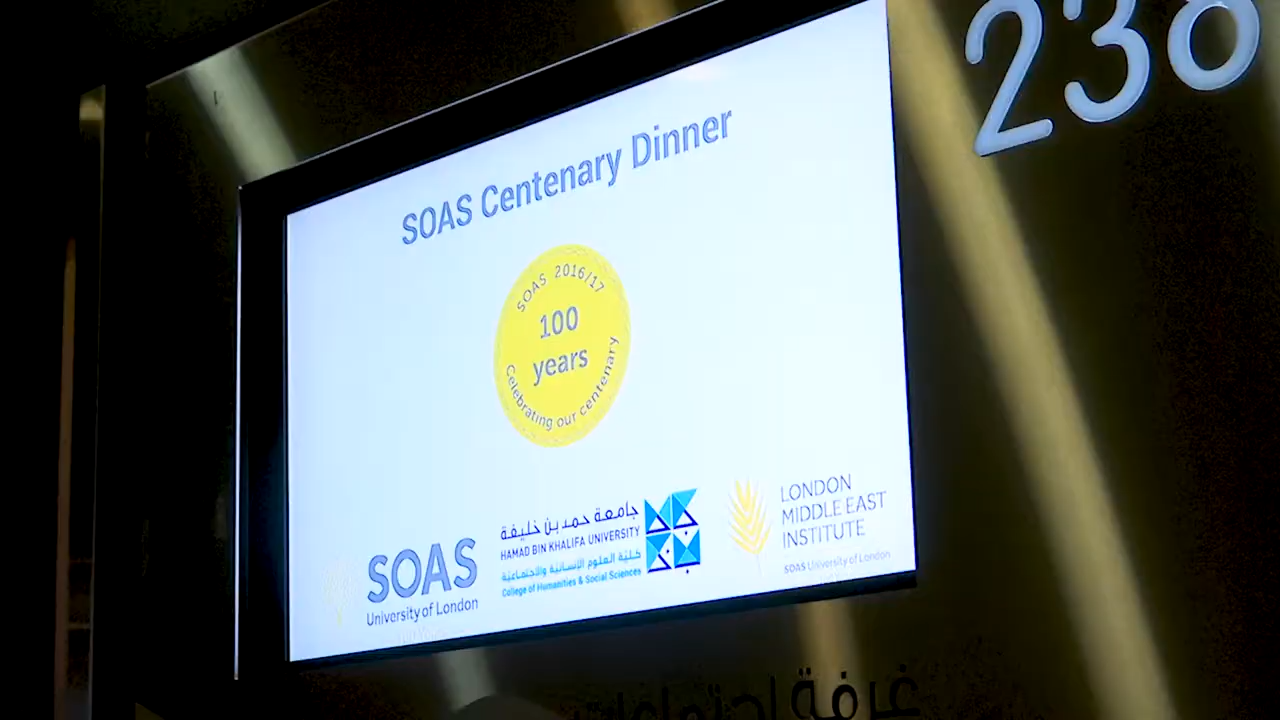 238
SOAS Centenary Dinner
SOAS 2016/17
100
years
Celebrating our centenary
SOAS
University of London
جامعة حمد بن خليفة
HAMAD BIN KHALIFA UNIVERSITY
كلية العلوم الإنسانية والاجتماعية
College of Humanities & Social Sciences
LONDON
MIDDLE EAST
INSTITUTE
SOAS University of London
غرفة اجتماعات